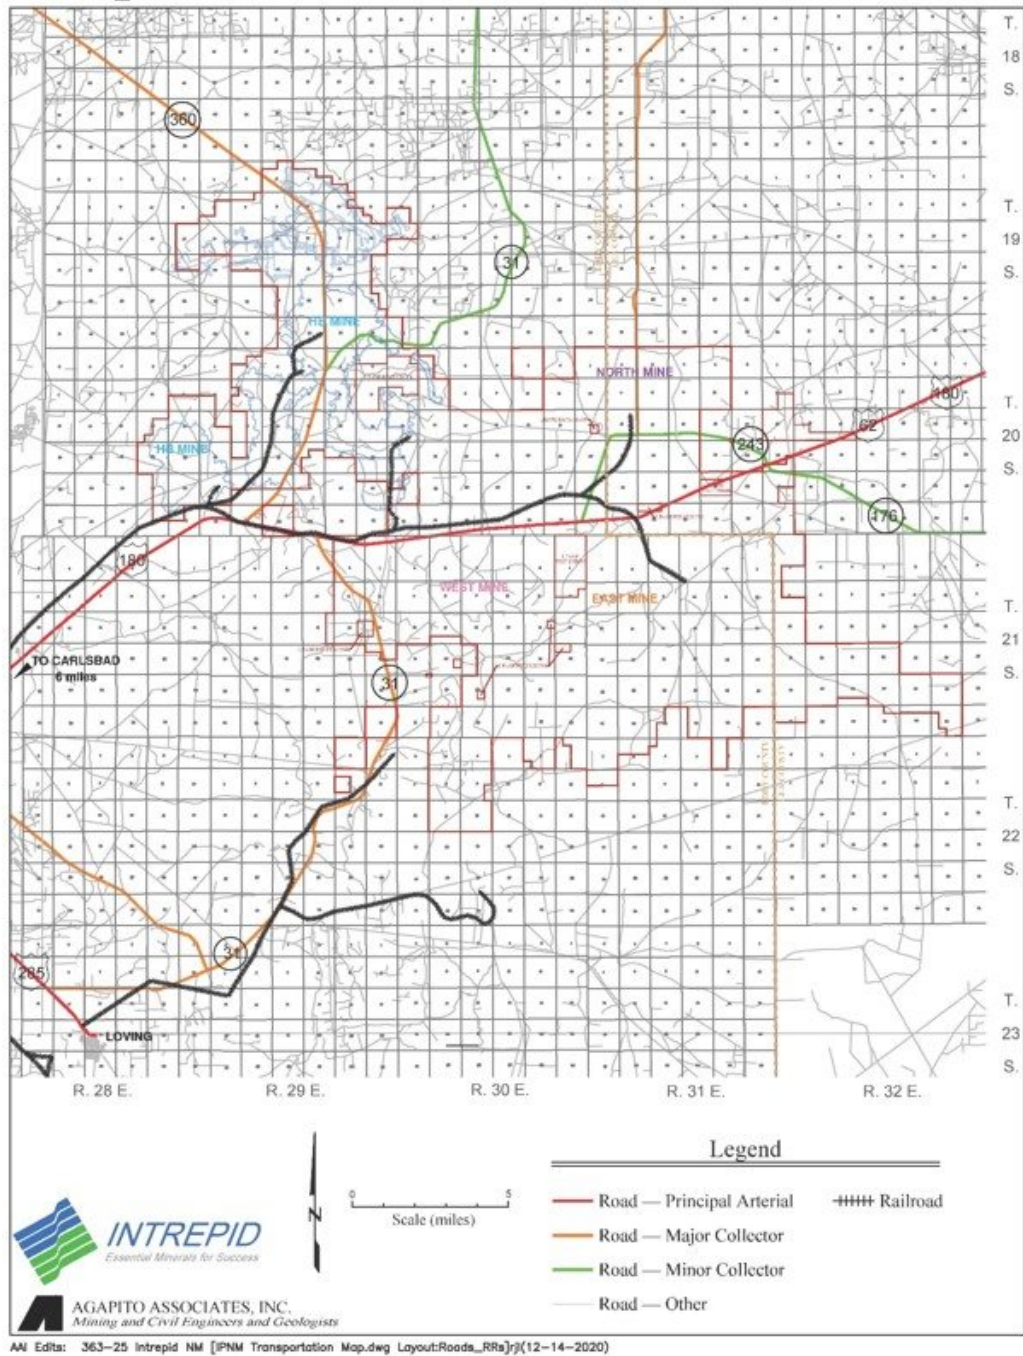 T.
18
S.
360
T.
19
S.
31
HB MINE
NORTH MINE
180
T.
62
20
243
S.
HB MINE
176
180
WEST MINE
EAST MINE
T.
21
S.
TO CARLSBAD
6 miles
31
T.
22
S.
31
285
T.
23
S.
LOVING
R. 28 E.
R. 29 E.
R. 30 E.
R. 31 E.
R. 32 E.
Legend
Road — Principal Arterial
Railroad
Road — Major Collector
Road — Minor Collector
Road — Other
0
5
Scale (miles)
N
INTREPID
Essential Minerals for Success
AGAPITO ASSOCIATES, INC.
Mining and Civil Engineers and Geologists
AAI Edits: 363-25 Intrepid NM [IPNM Transportation Map.dwg Layout:Roads_RRs]rjl(12-14-2020)